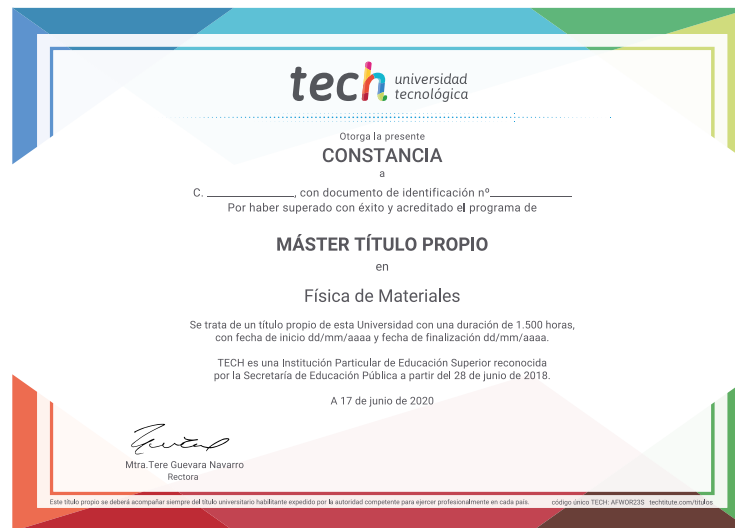 tech universidad
tecnológica
Otorga la presente
CONSTANCIA
a
C. ________________, con documento de identificación nº________________
Por haber superado con éxito y acreditado el programa de
MÁSTER TÍTULO PROPIO
en
Física de Materiales
Se trata de un título propio de esta Universidad con una duración de 1.500 horas,
con fecha de inicio dd/mm/aaaa y fecha de finalización dd/mm/aaaa.
TECH es una Institución Particular de Educación Superior reconocida
por la Secretaría de Educación Pública a partir del 28 de junio de 2018.
A 17 de junio de 2020
Mtra.Tere Guevara Navarro
Rectora
Este título propio se deberá acompañar siempre del título universitario habilitante expedido por la autoridad competente para ejercer profesionalmente en cada país. código único TECH: AFWOR23S techtitute.com/títulos